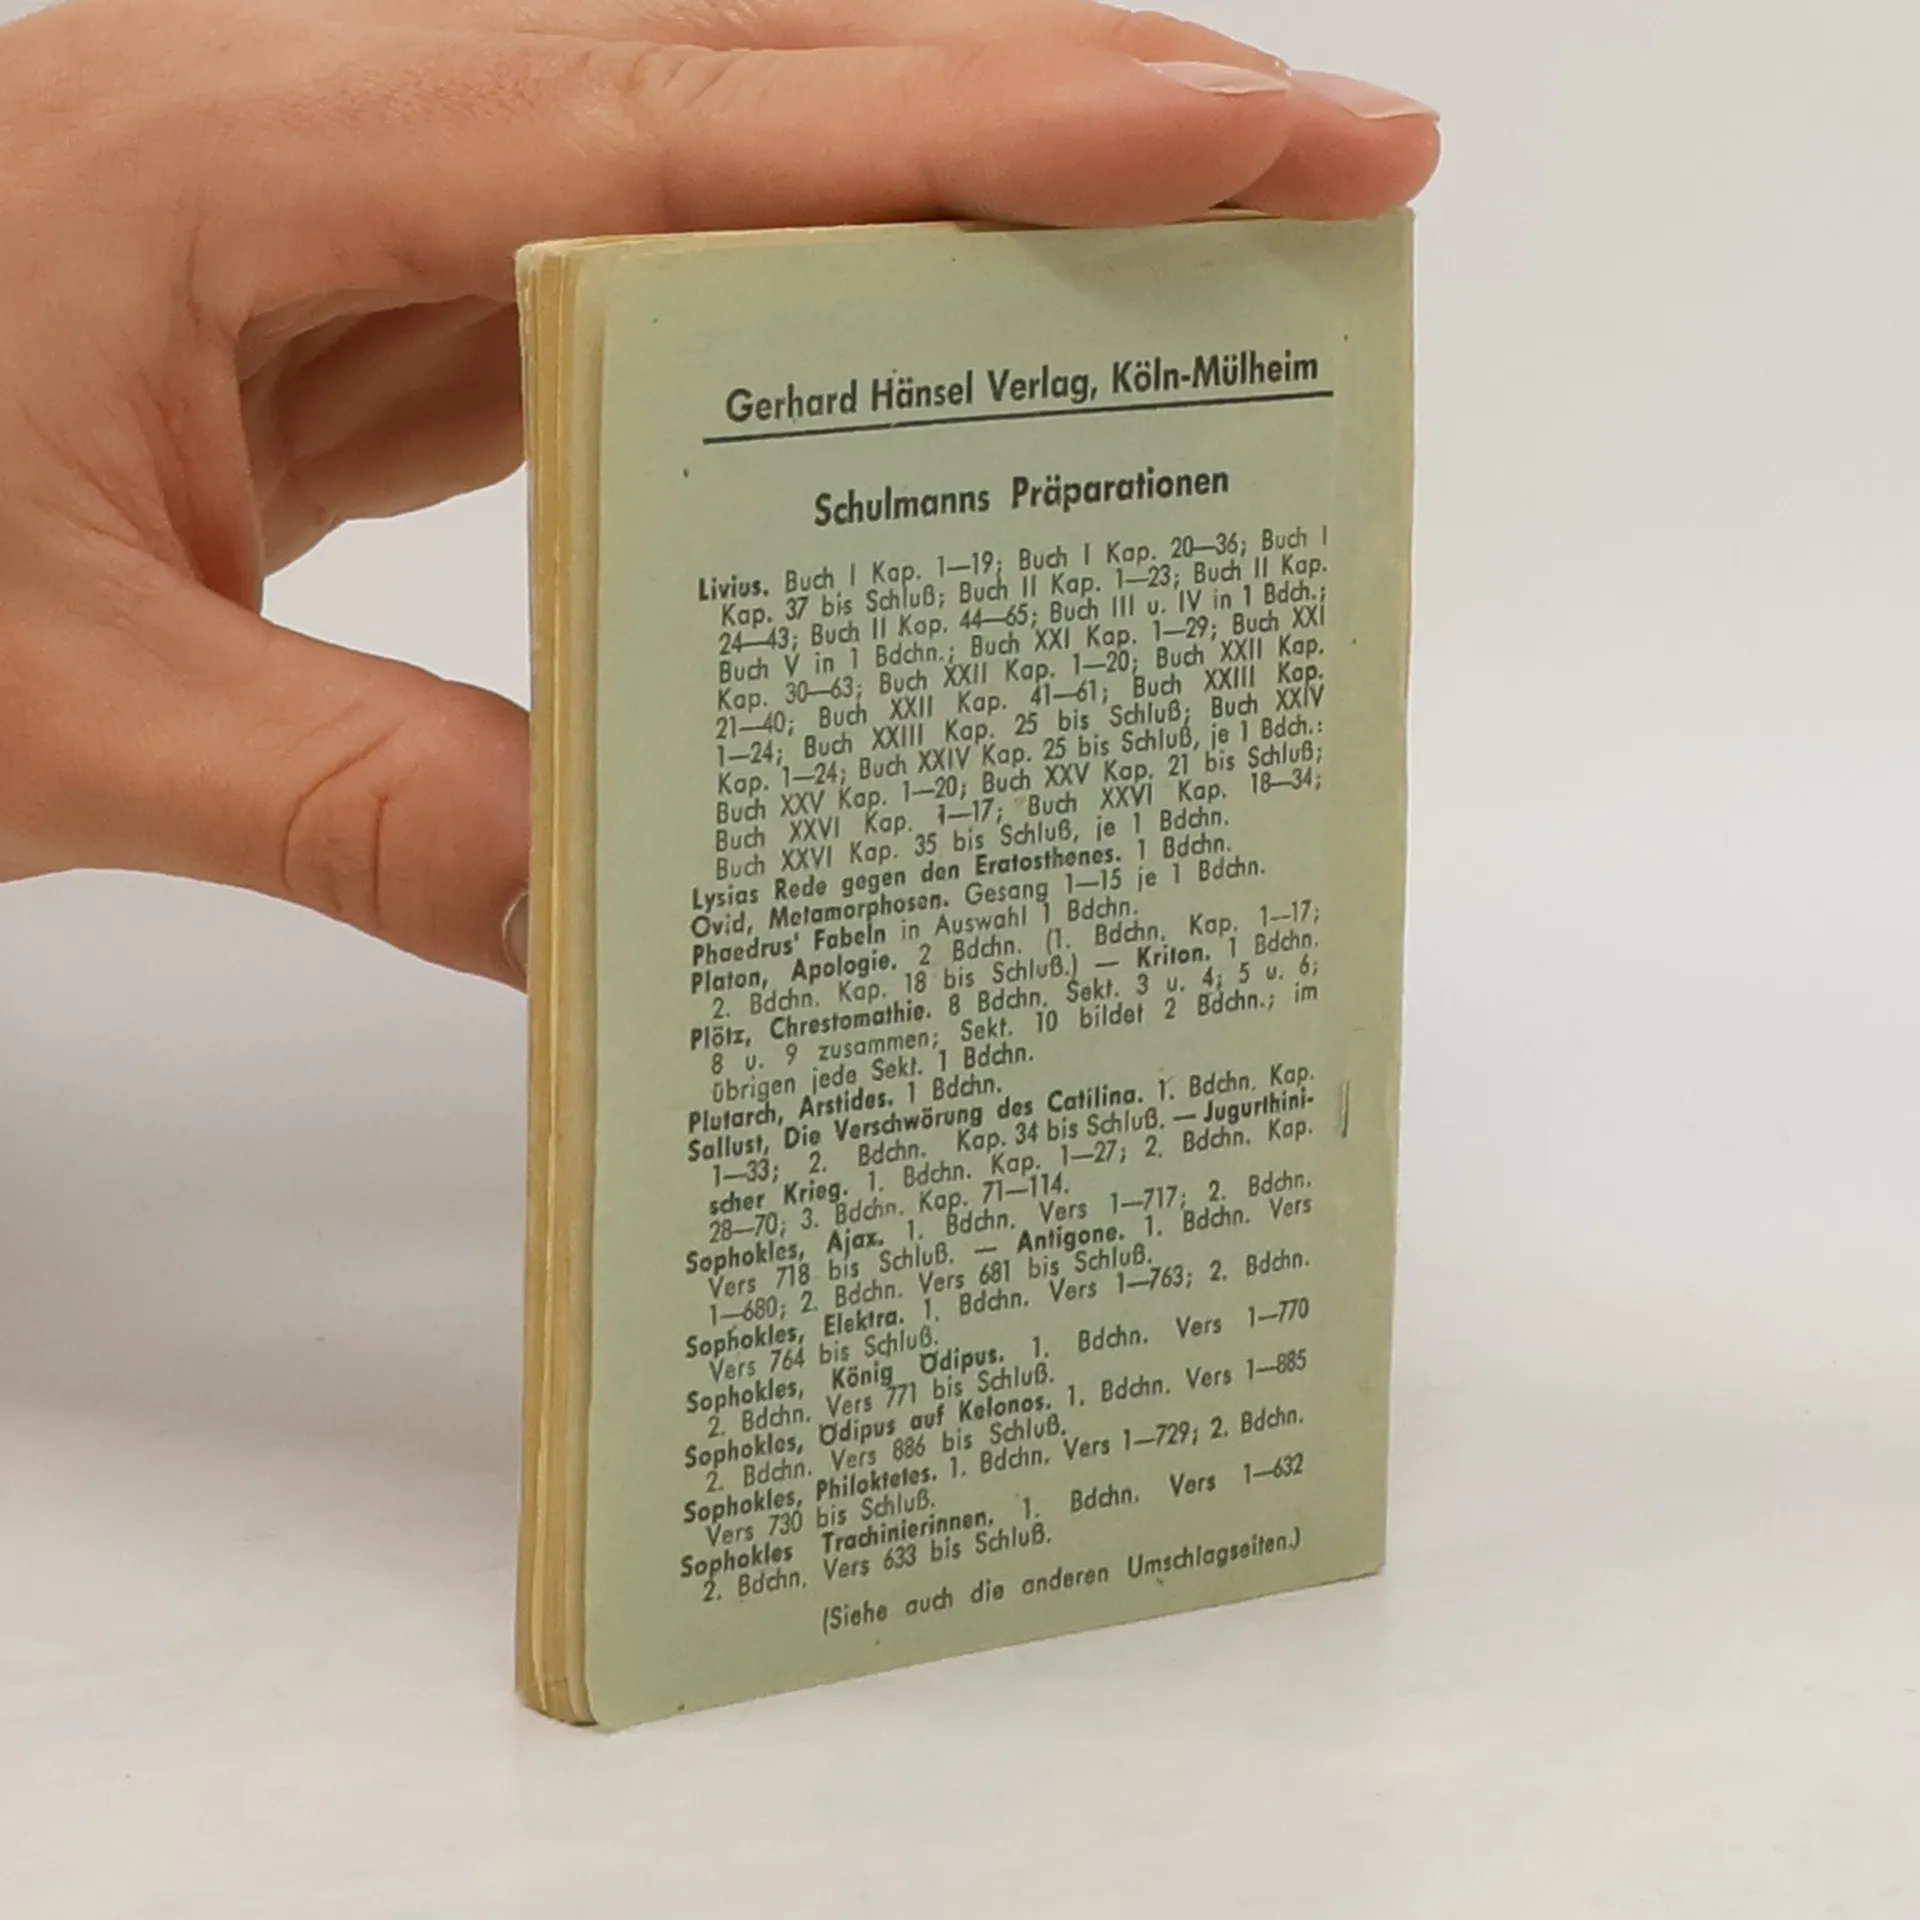 Gerhard Hänsel Verlag, Köln-Mülheim
Schulmanns Präparationen
Livius. Buch I Kap. 1—19; Buch I Kap. 20—36; Buch I
Kap. 37 bis Schluß; Buch II Kap. 1—23; Buch II Kap.
24—43; Buch II Kap. 44—65; Buch III u. IV in 1 Bdch.;
Buch V in 1 Bdchn.; Buch XXI Kap. 1—29; Buch XXI
Kap. 30—63; Buch XXII Kap. 1—20; Buch XXII Kap.
21—40; Buch XXII Kap. 41—61; Buch XXIII Kap.
1—24; Buch XXIII Kap. 25 bis Schluß; Buch XXIV
Kap. 1—24; Buch XXIV Kap. 25 bis Schluß, je 1 Bdch.:
Buch XXV Kap. 1—20; Buch XXV Kap. 21 bis Schluß;
Buch XXVI Kap. 1—17; Buch XXVI Kap. 18—34;
Buch XXVI Kap. 35 bis Schluß, je 1 Bdchn.
Lysias Rede gegen den Eratosthenes. 1 Bdchn.
Ovid, Metamorphosen. Gesang 1—15 je 1 Bdchn.
Phaedrus' Fabeln in Auswahl 1 Bdchn.
Platon, Apologie. 2 Bdchn. (1. Bdchn. Kap. 1—17;
2. Bdchn. Kap. 18 bis Schluß.) — Kriton. 1 Bdchn.
Plötz, Chrestomathie. 8 Bdchn. Sekt. 3 u. 4; 5 u. 6;
8 u. 9 zusammen; Sekt. 10 bildet 2 Bdchn.; im
übrigen jede Sekt. 1 Bdchn.
Plutarch, Arstides. 1 Bdchn.
Sallust, Die Verschwörung des Catilina. 1. Bdchn. Kap.
1—33; 2. Bdchn. Kap. 34 bis Schluß. — Jugurthini-
scher Krieg. 1. Bdchn. Kap. 1—27; 2. Bdchn. Kap.
28—70; 3. Bdchn. Kap. 71—114.
Sophokles, Ajax. 1. Bdchn. Vers 1—717; 2. Bdchn.
Vers 718 bis Schluß. — Antigone. 1. Bdchn. Vers
1—680; 2. Bdchn. Vers 681 bis Schluß.
Sophokles, Elektra. 1. Bdchn. Vers 1—763; 2. Bdchn.
Vers 764 bis Schluß.
Sophokles, König Ödipus. 1. Bdchn. Vers 1—770
2. Bdchn. Vers 771 bis Schluß.
Sophokles, Ödipus auf Kolonos. 1. Bdchn. Vers 1—885
2. Bdchn. Vers 886 bis Schluß.
Sophokles, Philoktetes. 1. Bdchn. Vers 1—729; 2. Bdchn.
Vers 730 bis Schluß.
Sophokles Trachinierinnen. 1. Bdchn. Vers 1—632
2. Bdchn. Vers 633 bis Schluß.
(Siehe auch die anderen Umschlagseiten.)